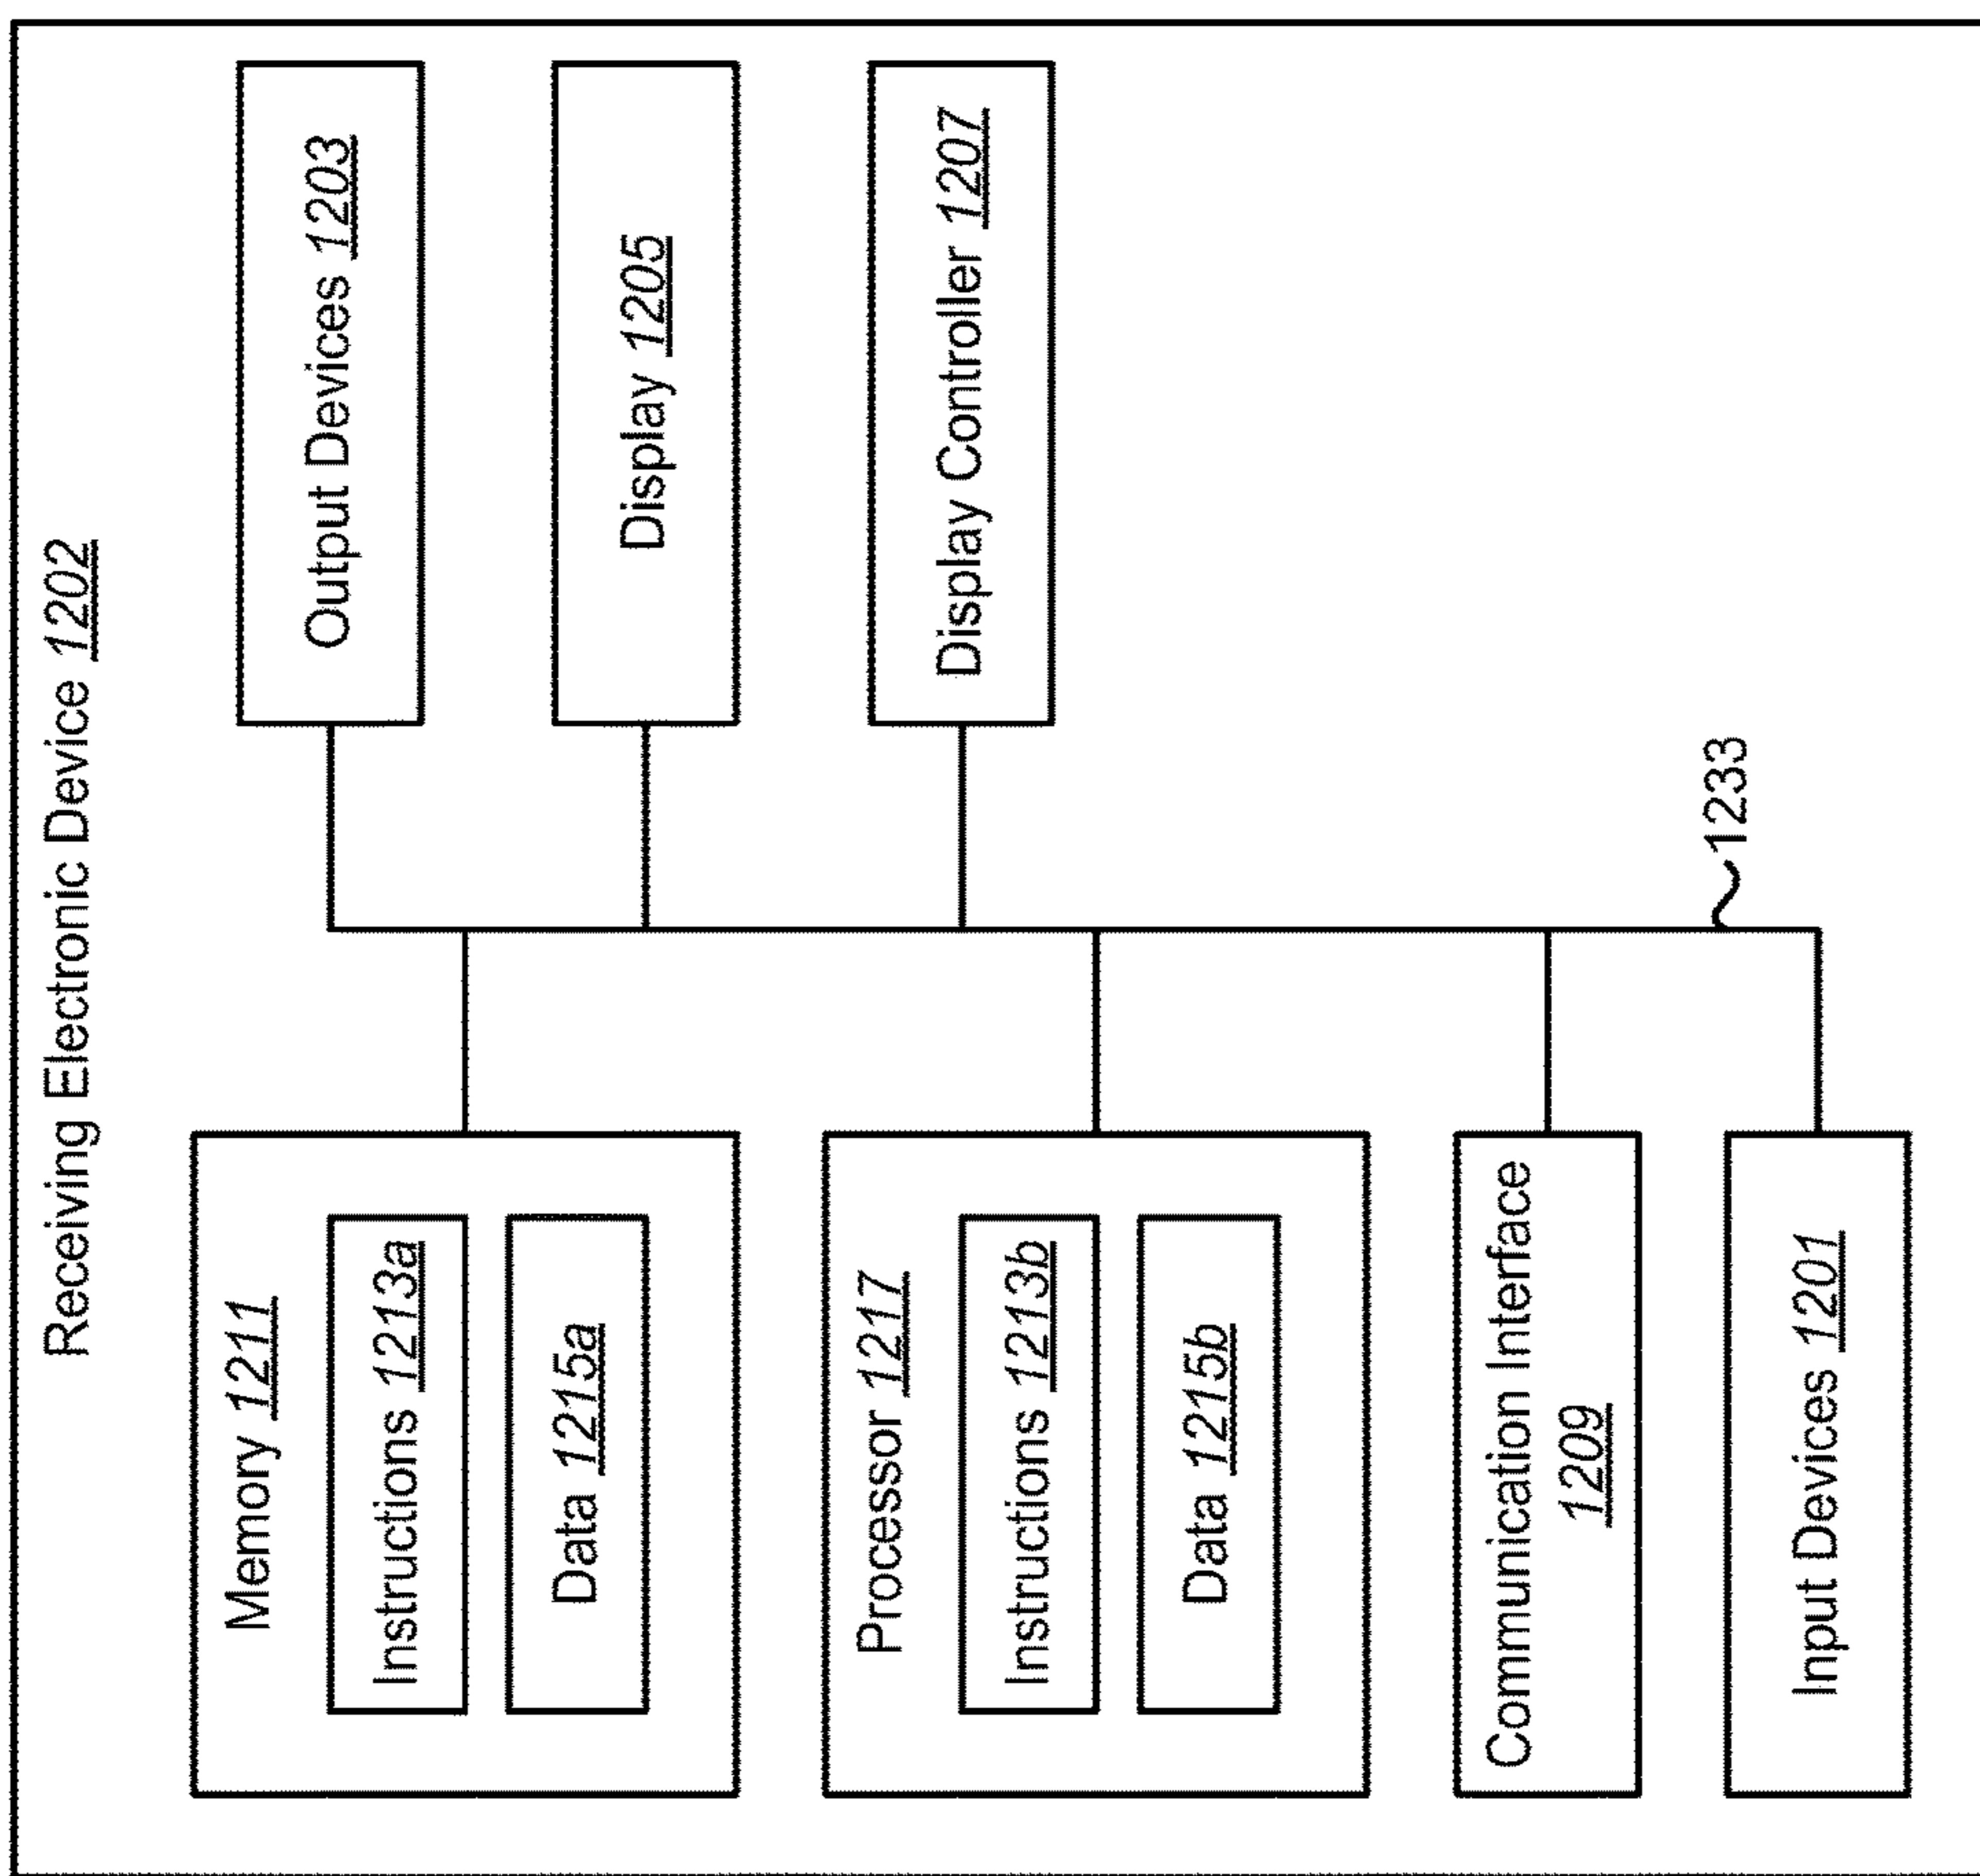 Receiving Electronic Device 1202
Memory 1211
Instructions 1213a
Data 1215a
Processor 1217
Instructions 1213b
Data 1215b
Communication Interface
1209
Input Devices 1201
Output Devices 1203
Display 1205
Display Controller 1207
1233